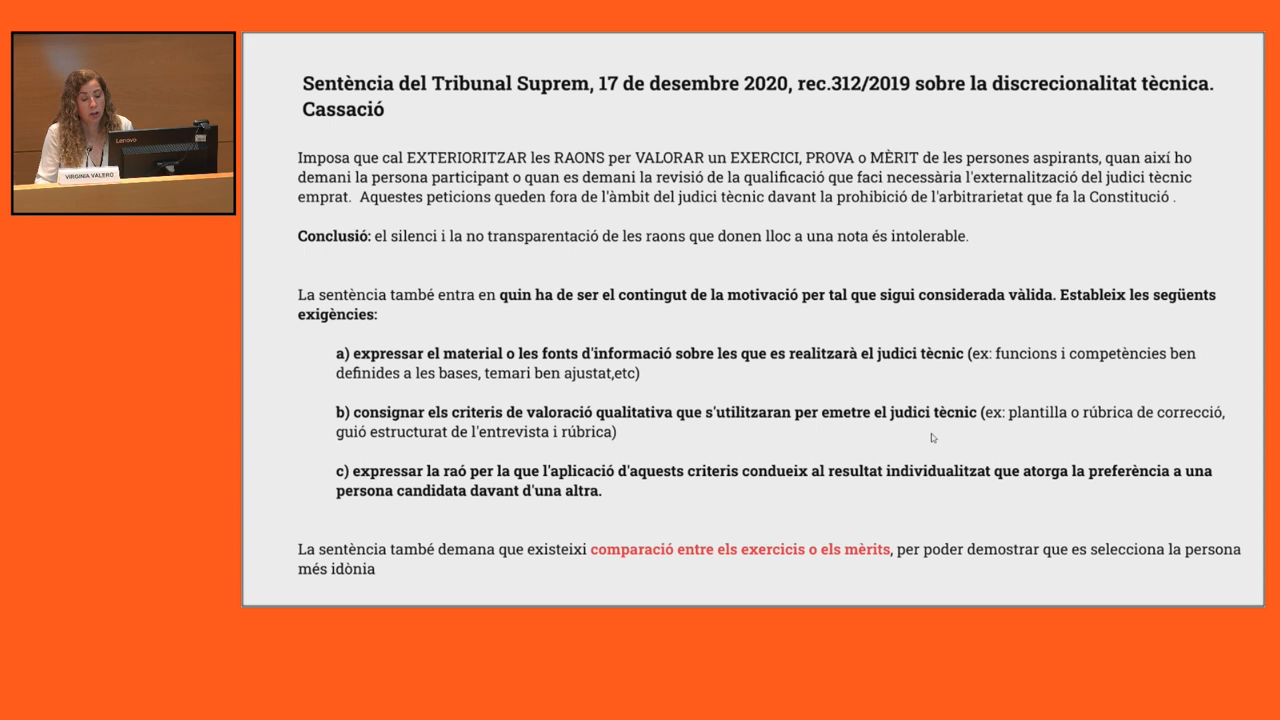 Sentència del Tribunal Suprem, 17 de desembre 2020, rec.312/2019 sobre la discrecionalitat tècnica.
Cassació
Imposa que cal EXTERIORITZAR les RAONS per VALORAR un EXERCICI, PROVA o MÈRIT de les persones aspirants, quan així ho
demani la persona participant o quan es demani la revisió de la qualificació que faci necessària l'externalització del judici tècnic
emprat.  Aquestes peticions queden fora de l'àmbit del judici tècnic davant la prohibició de l'arbitrarietat que fa la Constitució .
Conclusió: el silenci i la no transparentació de les raons que donen lloc a una nota és intolerable.
La sentència també entra en quin ha de ser el contingut de la motivació per tal que sigui considerada vàlida. Estableix les següents
exigències:
a) expressar el material o les fonts d'informació sobre les que es realitzarà el judici tècnic (ex: funcions i competències ben
definides a les bases, temari ben ajustat,etc)
b) consignar els criteris de valoració qualitativa que s'utilitzaran per emetre el judici tècnic (ex: plantilla o rúbrica de correcció,
guió estructurat de l'entrevista i rúbrica)
c) expressar la raó per la que l'aplicació d'aquests criteris condueix al resultat individualitzat que atorga la preferència a una
persona candidata davant d'una altra.
La sentència també demana que existeixi comparació entre els exercicis o els mèrits, per poder demostrar que es selecciona la persona
més idònia
Lenovo
VIRGINIA VALERO